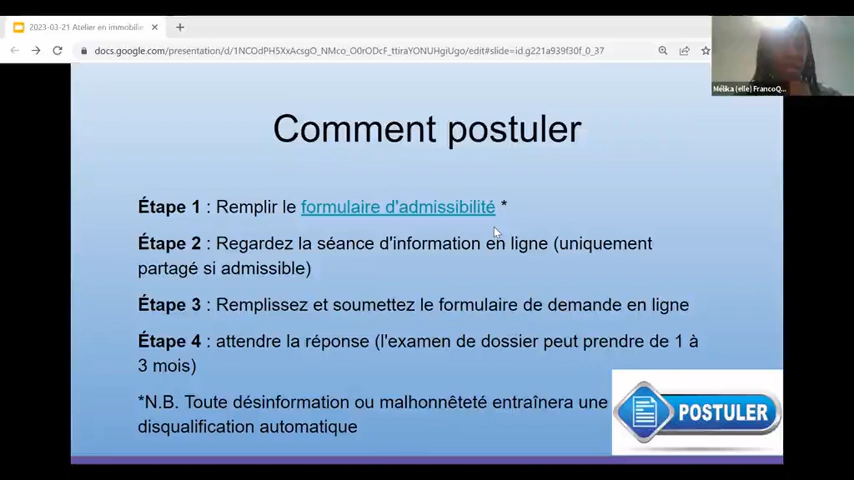 2023-03-21 Atelier en immobilie
docs.google.com/presentation/d/1NCOdPH5XxAcsgO_NMco_O0rODcF_ttiraYONUHgiUgo/edit#slide=id.g221a939f30f_0_37
Mélika (elle) FrancoQ...
Comment postuler
Étape 1 : Remplir le formulaire d'admissibilité *
Étape 2 : Regardez la séance d'information en ligne (uniquement
partagé si admissible)
Étape 3 : Remplissez et soumettez le formulaire de demande en ligne
Étape 4 : attendre la réponse (l'examen de dossier peut prendre de 1 à
3 mois)
*N.B. Toute désinformation ou malhonnêteté entraînera une
disqualification automatique
POSTULER